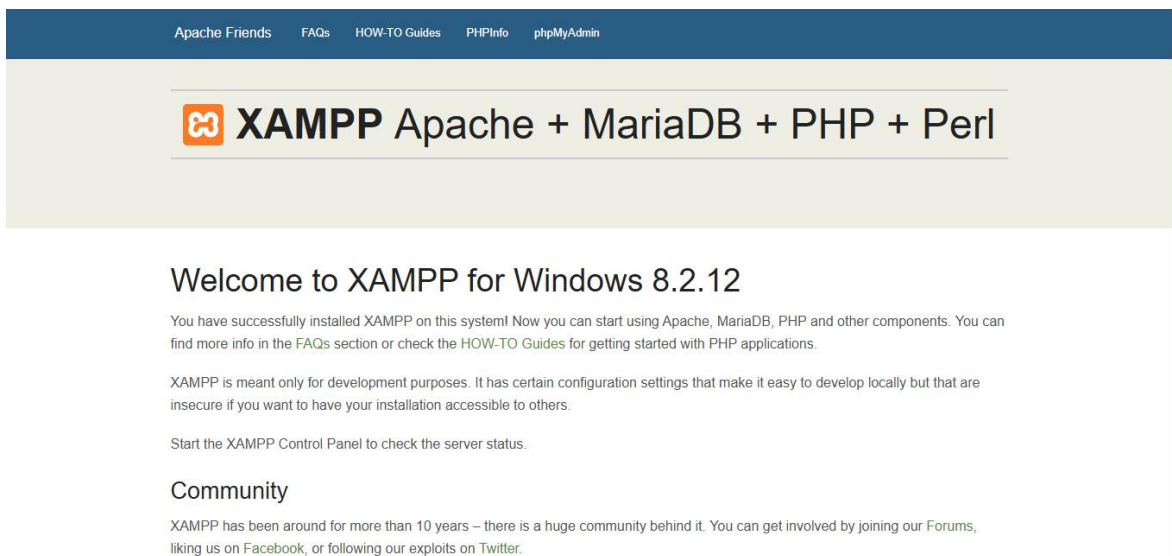 Apache Friends FAQs HOW-TO Guides PHPInfo phpMyAdmin
XAMPP Apache + MariaDB + PHP + Perl
Welcome to XAMPP for Windows 8.2.12
You have successfully installed XAMPP on this system! Now you can start using Apache, MariaDB, PHP and other components. You can
find more info in the FAQs section or check the HOW-TO Guides for getting started with PHP applications.
XAMPP is meant only for development purposes. It has certain configuration settings that make it easy to develop locally but that are
insecure if you want to have your installation accessible to others.
Start the XAMPP Control Panel to check the server status.
Community
XAMPP has been around for more than 10 years – there is a huge community behind it. You can get involved by joining our Forums,
liking us on Facebook, or following our exploits on Twitter.